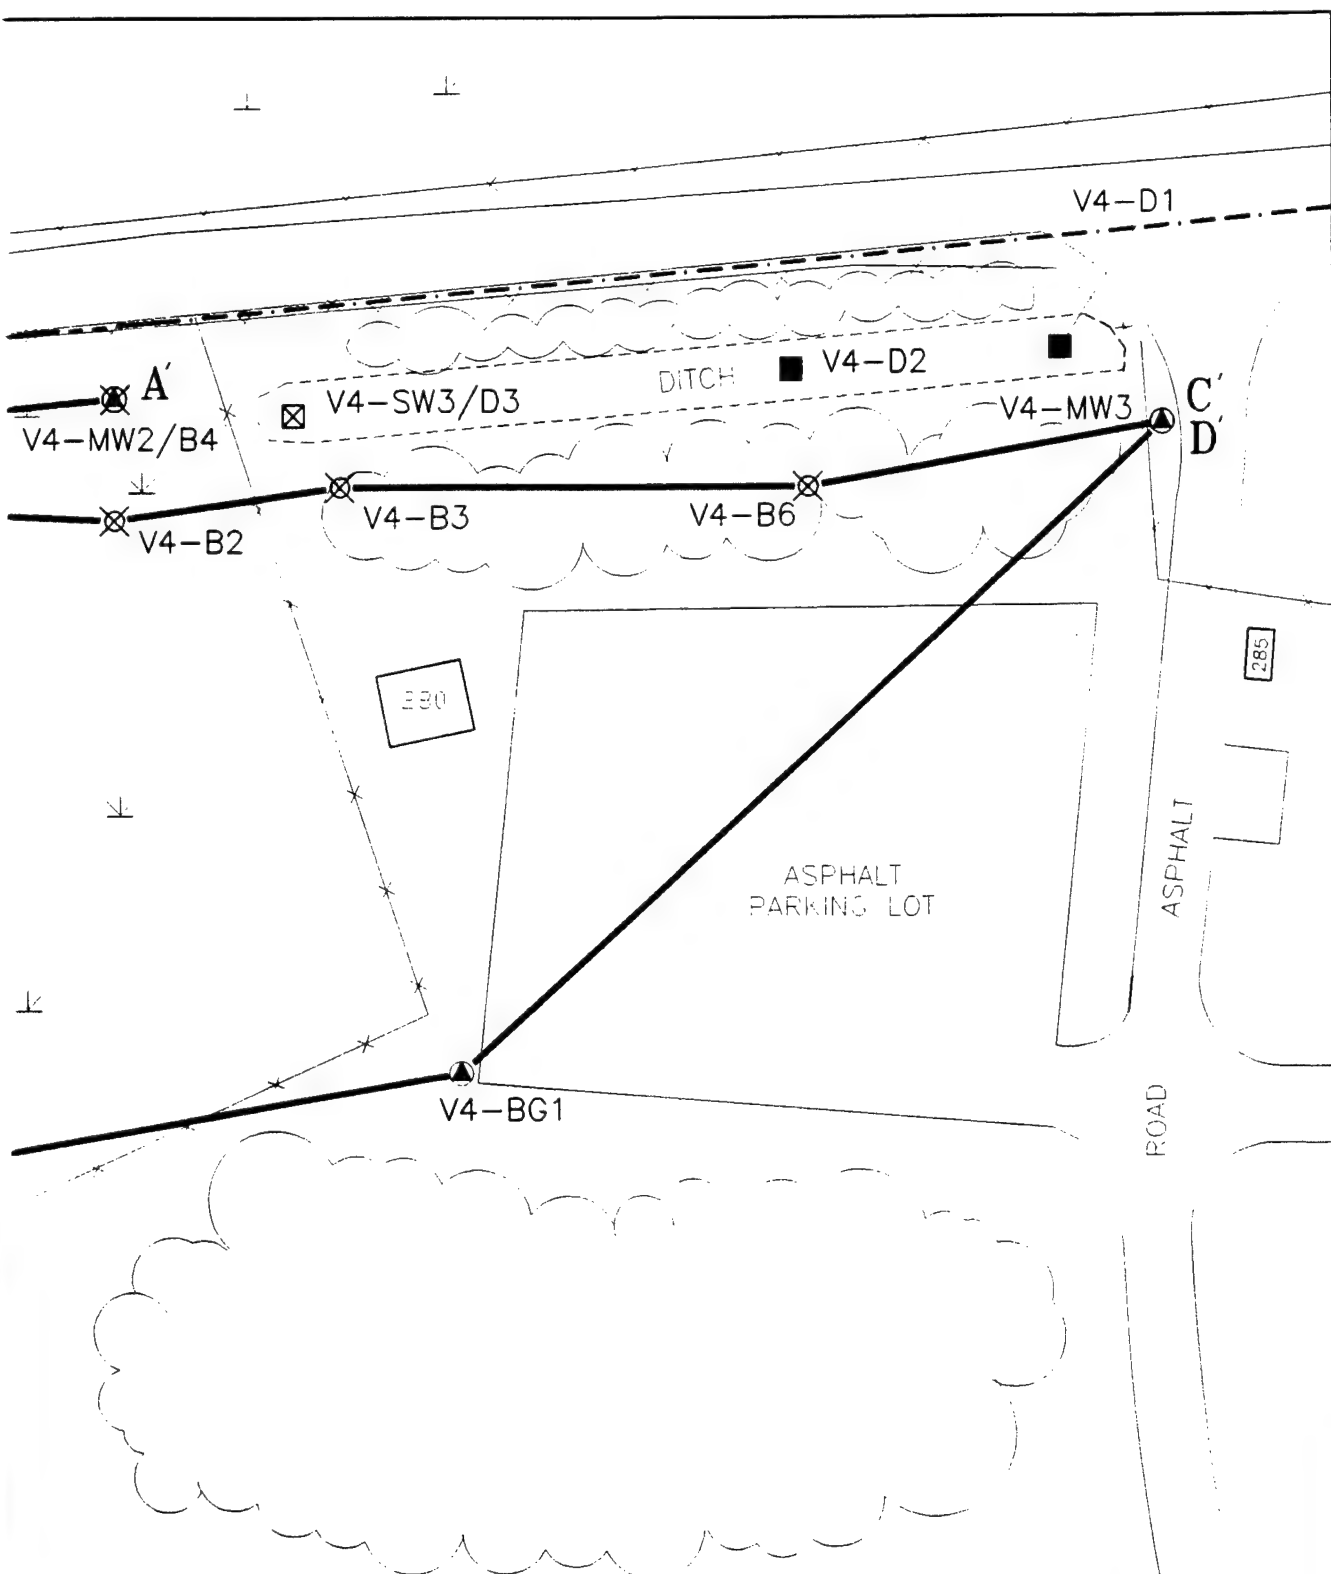 V4-D1
V4-D2
DITCH
A′
V4-SW3/D3
V4-MW3
C′
D′
V4-MW2/B4
V4-B3
V4-B6
V4-B2
285
ASPHALT
PARKING LOT
ASPHALT
ROAD
V4-BG1